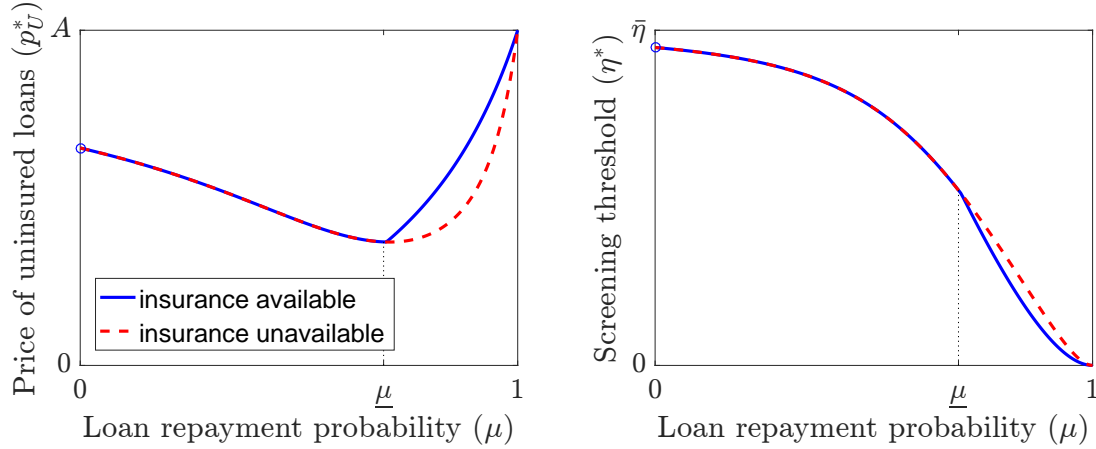 Price of uninsured loans (p*_U)
A
0
insurance available
insurance unavailable
0
μ
1
Loan repayment probability (μ)
Screening threshold (η*)
η̄
0
0
μ
1
Loan repayment probability (μ)